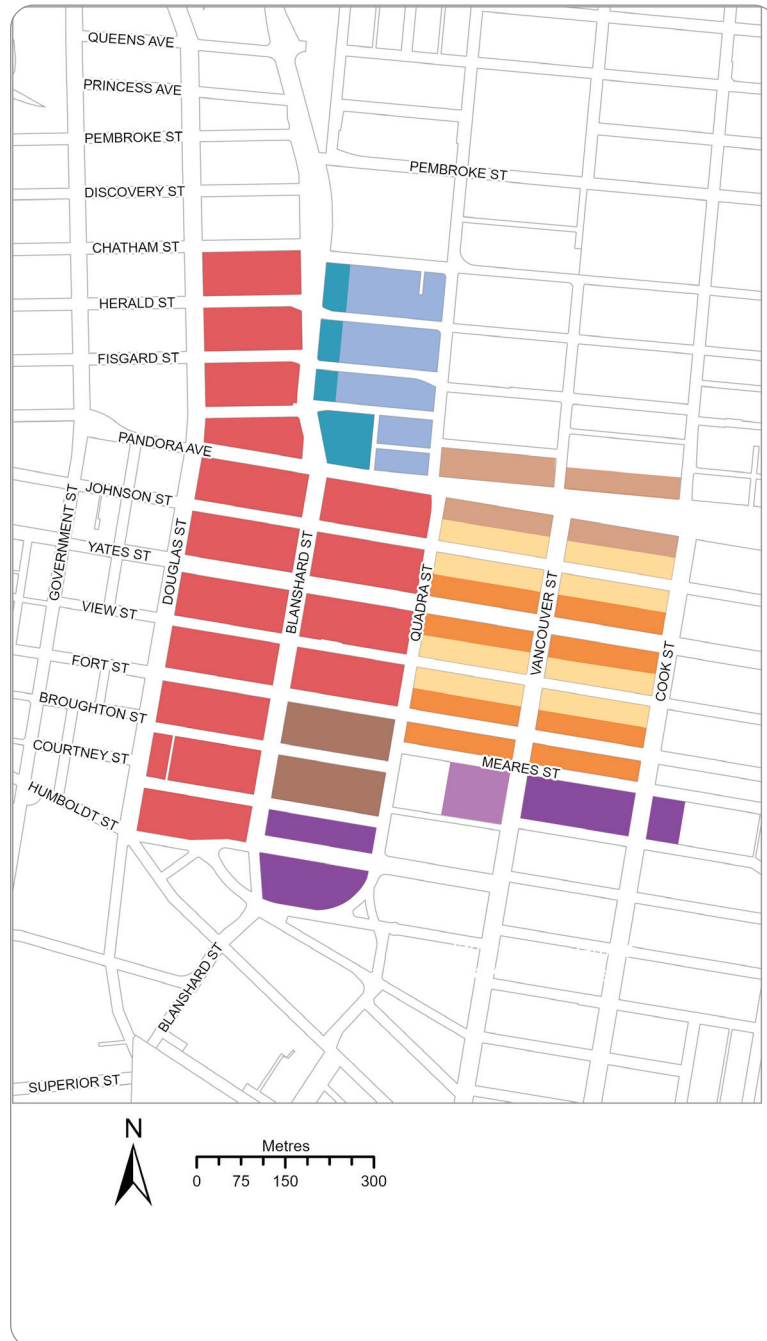 QUEENS AVE
PRINCESS AVE
PEMBROKE ST
PEMBROKE ST
DISCOVERY ST
CHATHAM ST
HERALD ST
FISGARD ST
PANDORA AVE
JOHNSON ST
GOVERNMENT ST
DOUGLAS ST
BLANSHARD ST
YATES ST
QUADRA ST
VANCOUVER ST
VIEW ST
COOK ST
FORT ST
BROUGHTON ST
COURTNEY ST
MEARES ST
HUMBOLDT ST
BLANSHARD ST
SUPERIOR ST
N
Metres
0 75 150 300